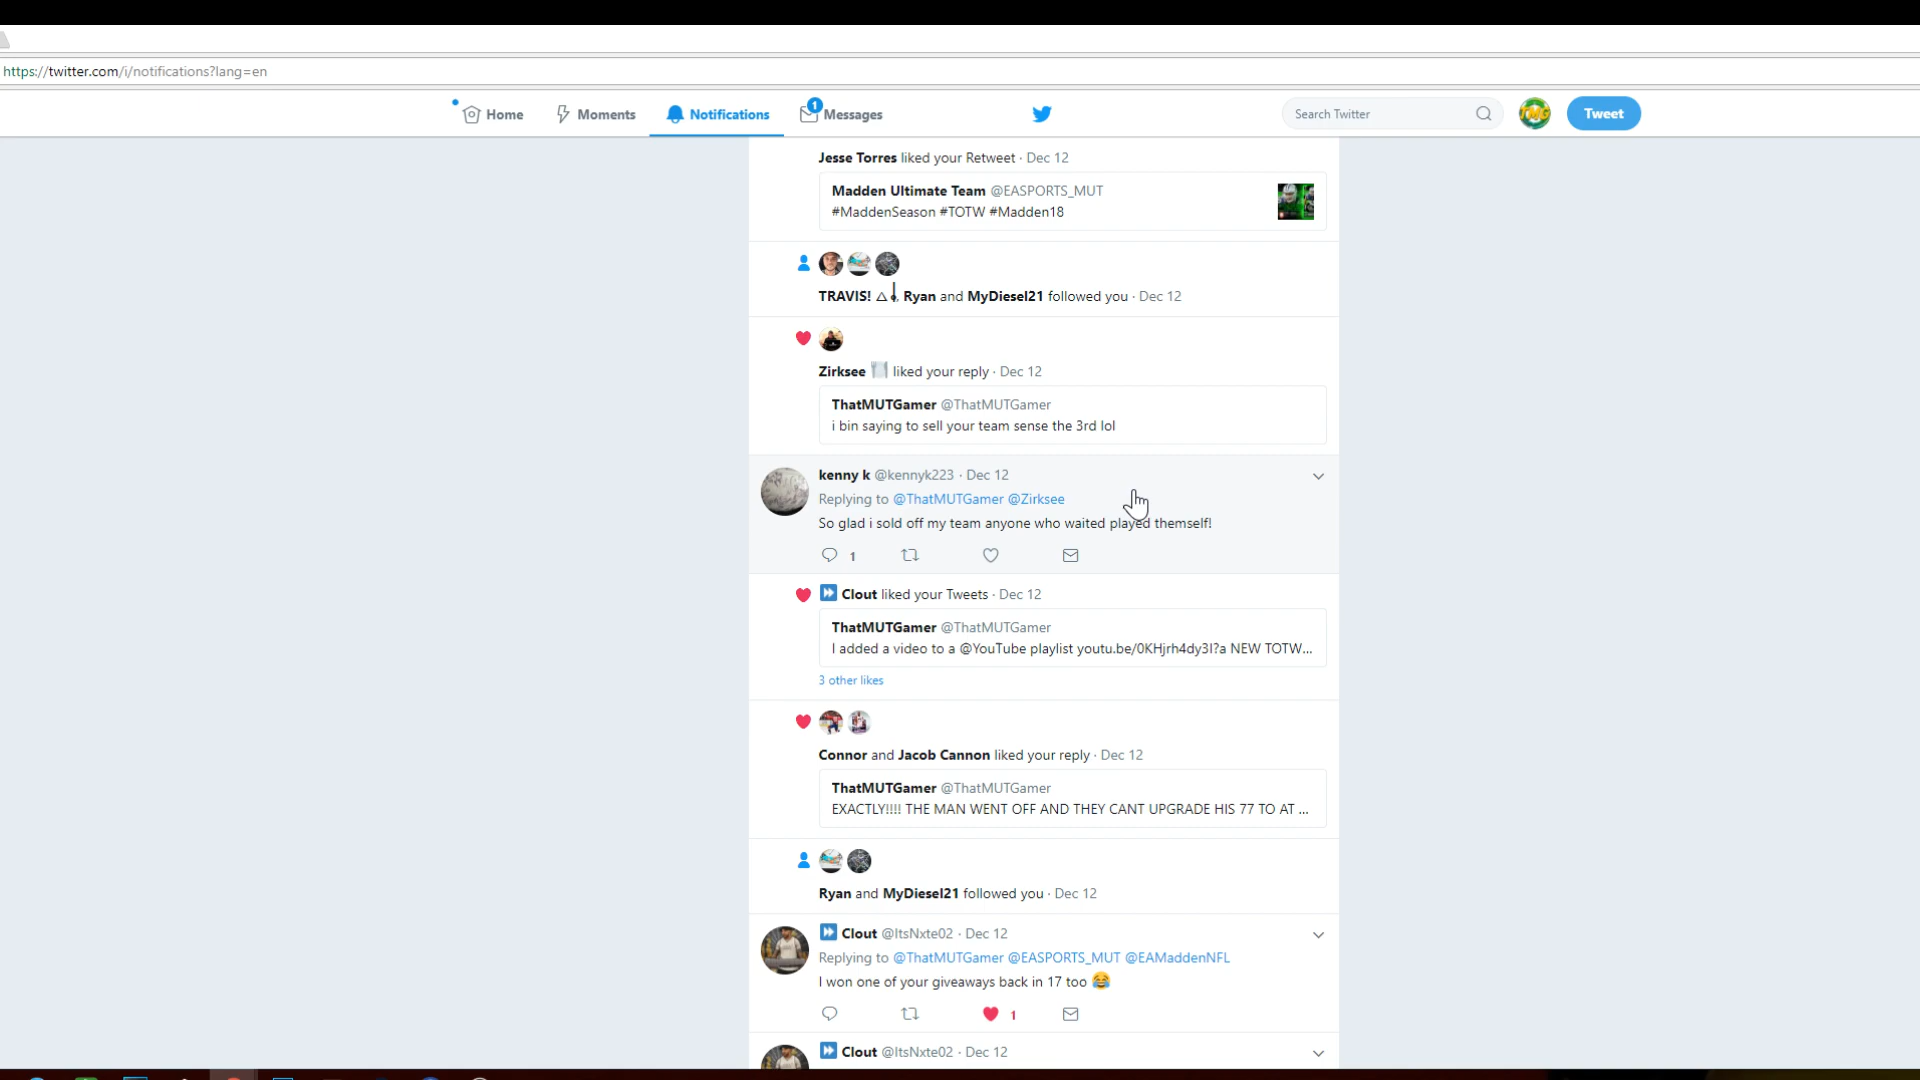 https://twitter.com/i/notifications?lang=en
Home Moments Notifications 1 Messages Search Twitter Tweet
Jesse Torres liked your Retweet · Dec 12
Madden Ultimate Team @EASPORTS_MUT
#MaddenSeason #TOTW #Madden18
TRAVIS! Ryan and MyDiesel21 followed you · Dec 12
Zirksee 🍽️ liked your reply · Dec 12
ThatMUTGamer @ThatMUTGamer
i bin saying to sell your team sense the 3rd lol
kenny k @kennyk223 · Dec 12
Replying to @ThatMUTGamer @Zirksee
So glad i sold off my team anyone who waited played themself!
1
⏩ Clout liked your Tweets · Dec 12
ThatMUTGamer @ThatMUTGamer
I added a video to a @YouTube playlist youtu.be/0KHjrh4dy3I?a NEW TOTW...
3 other likes
Connor and Jacob Cannon liked your reply · Dec 12
ThatMUTGamer @ThatMUTGamer
EXACTLY!!!! THE MAN WENT OFF AND THEY CANT UPGRADE HIS 77 TO AT ...
Ryan and MyDiesel21 followed you · Dec 12
⏩ Clout @ItsNxte02 · Dec 12
Replying to @ThatMUTGamer @EASPORTS_MUT @EAMaddenNFL
I won one of your giveaways back in 17 too 😂
1
⏩ Clout @ItsNxte02 · Dec 12